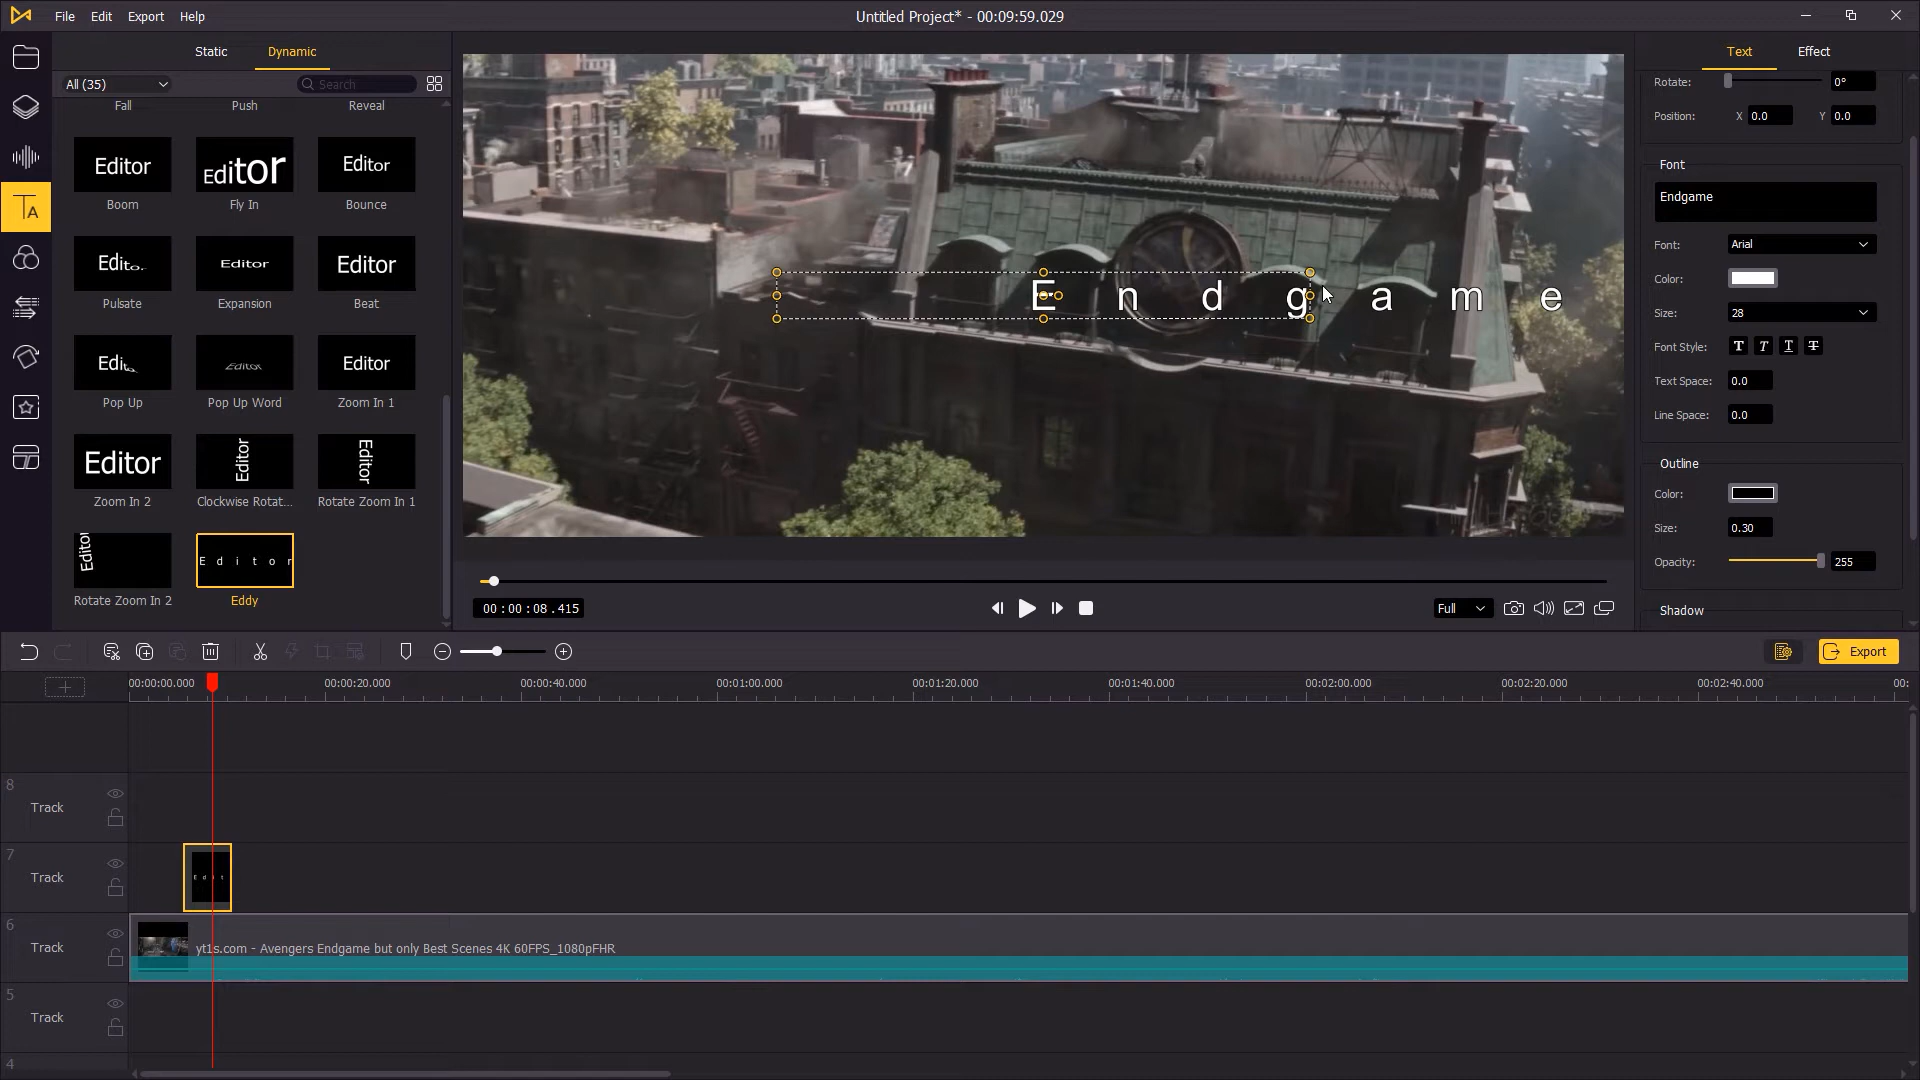 File Edit Export Help
Untitled Project* - 00:09:59.029
Static Dynamic
All (35)
Search
Fall Push Reveal
Editor Editor Editor
Boom Fly In Bounce
Edito. Editor Editor
Pulsate Expansion Beat
Editor Editor
Pop Up Pop Up Word Zoom In 1
Editor Editor Editor
Zoom In 2 Clockwise Rotat... Rotate Zoom In 1
Editor E d i t o r
Rotate Zoom In 2 Eddy
E n d g a m e
00 : 00 : 08 . 415
Full
Text Effect
Rotate: 0°
Position: X 0.0 Y 0.0
Font
Endgame
Font: Arial
Color:
Size: 28
Font Style: T T T T
Text Space: 0.0
Line Space: 0.0
Outline
Color:
Size: 0.30
Opacity: 255
Shadow
Export
00:00:00.000 00:00:20.000 00:00:40.000 00:01:00.000 00:01:20.000 00:01:40.000 00:02:00.000 00:02:20.000 00:02:40.000 00:
8
Track
7
Track
E d i t
6
Track
yt1s.com - Avengers Endgame but only Best Scenes 4K 60FPS_1080pFHR
5
Track
4